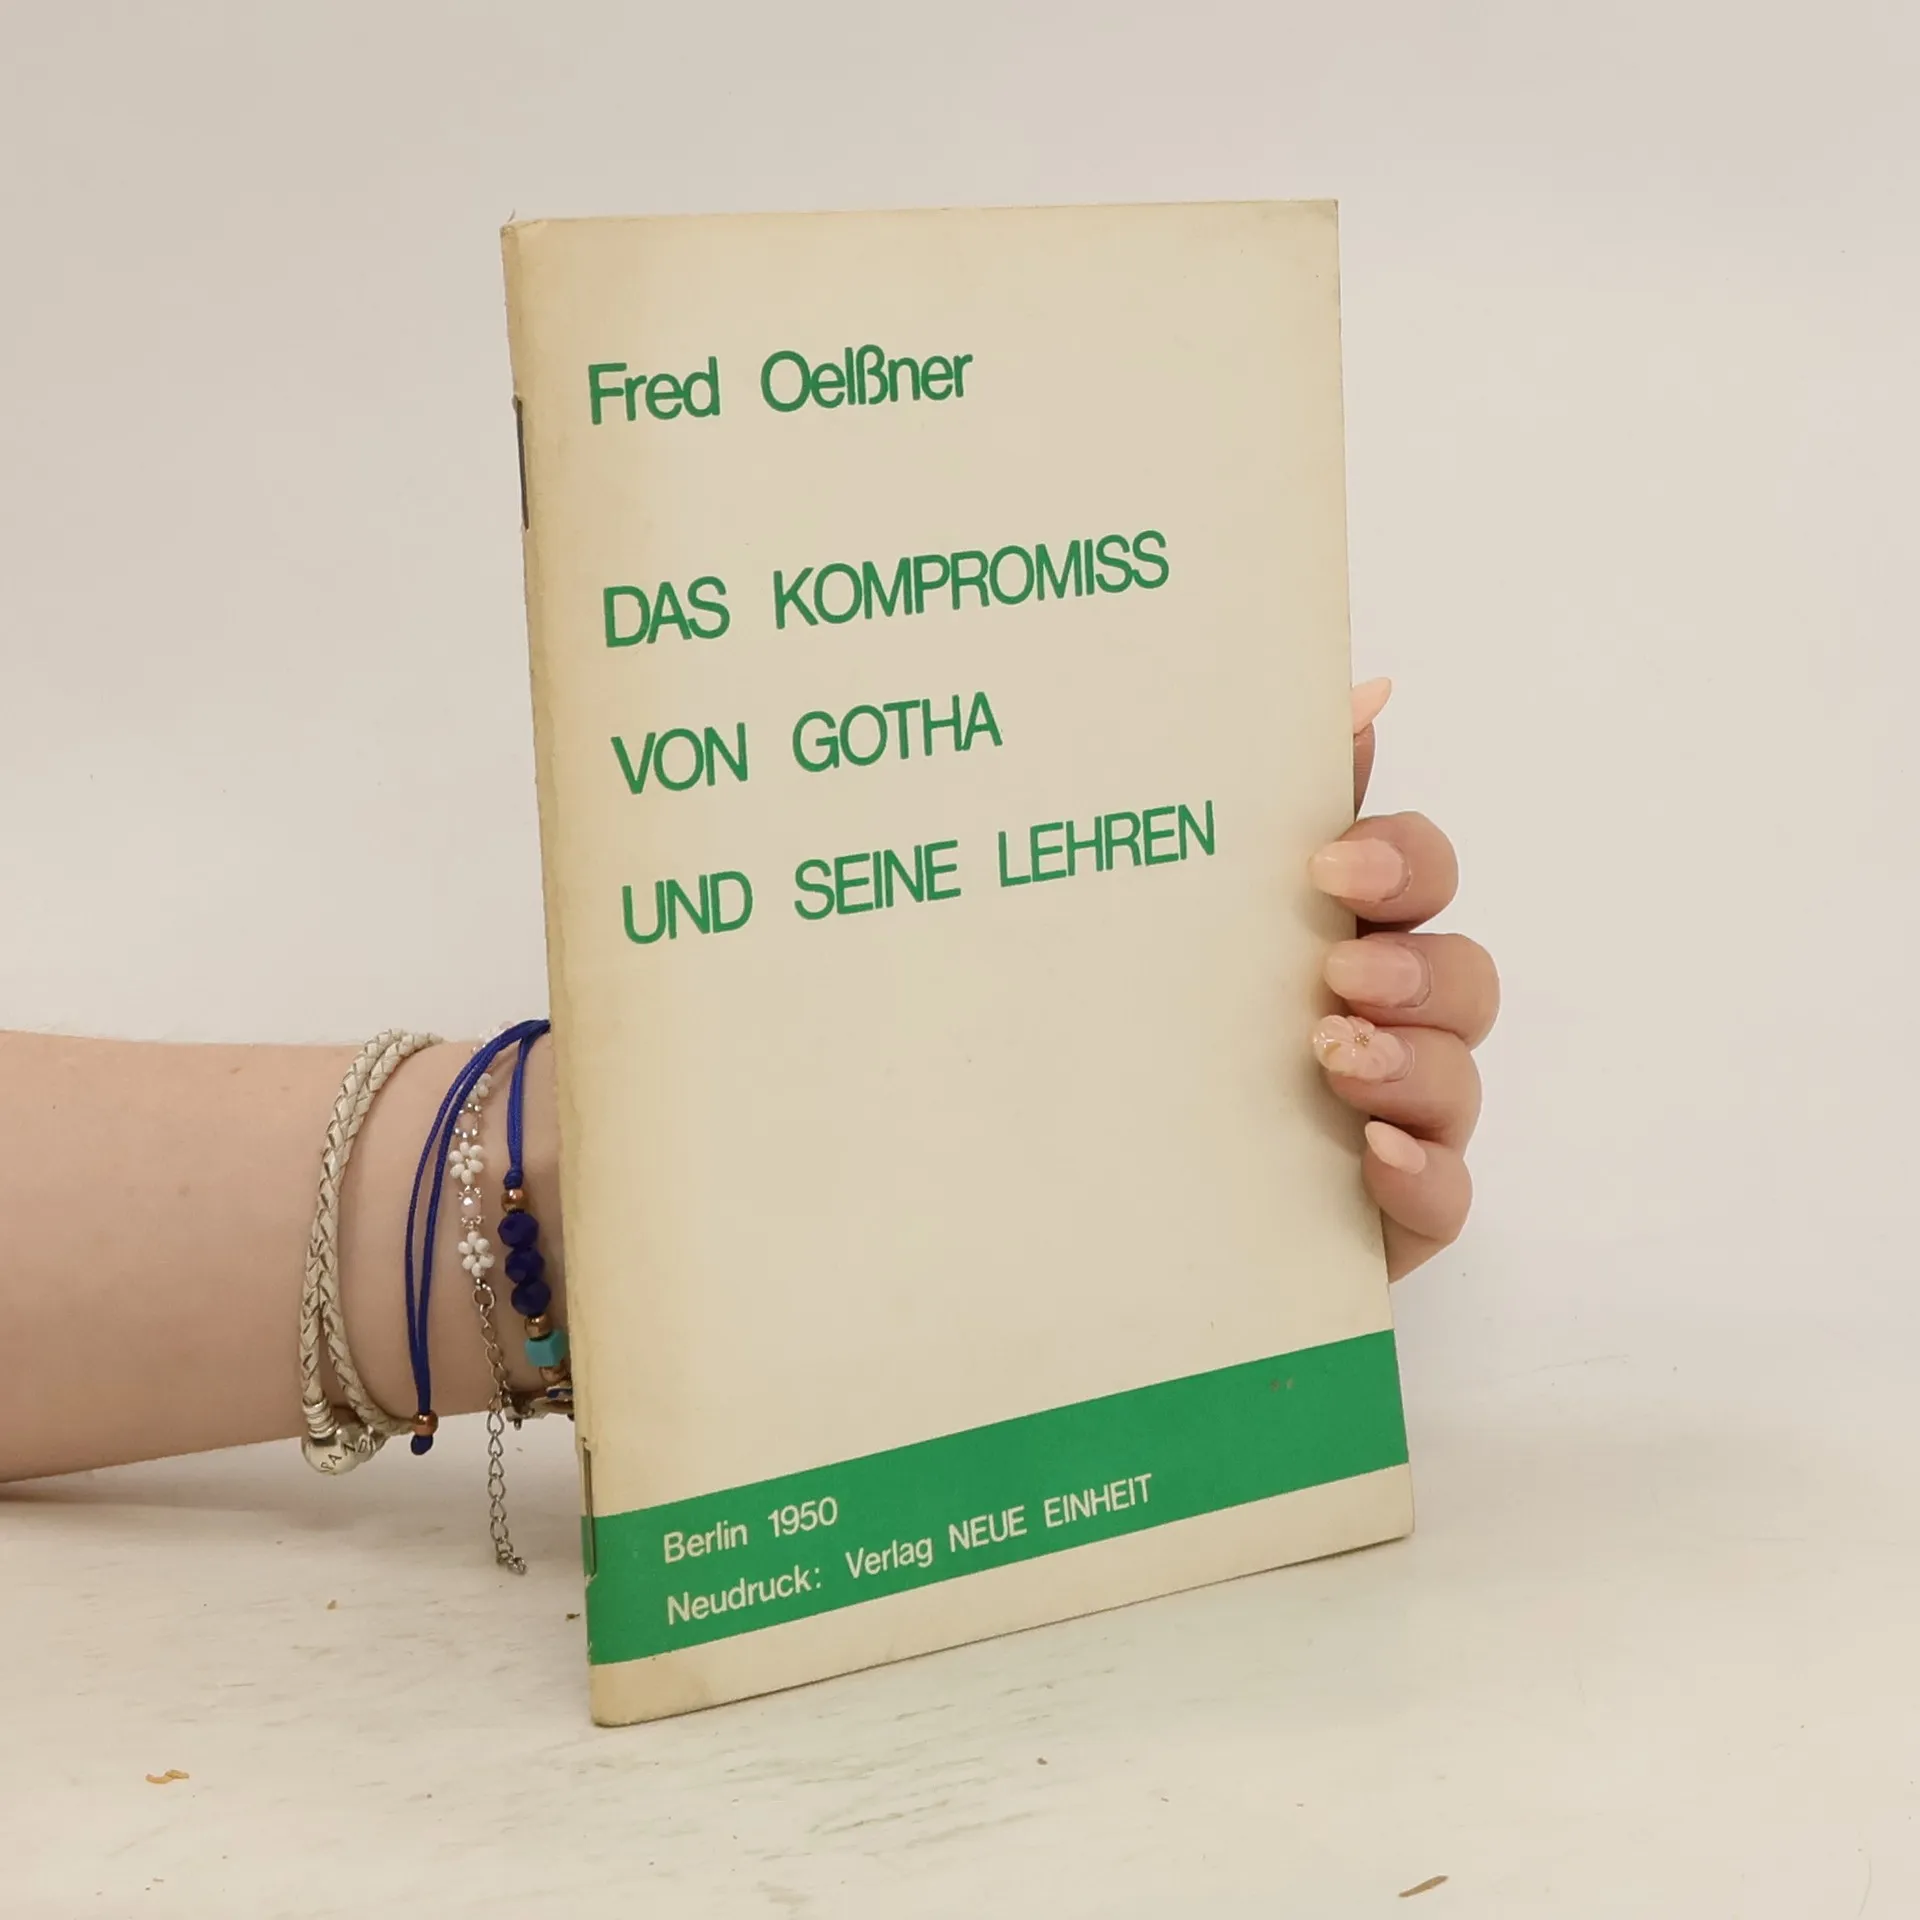 Fred Oelßner
DAS KOMPROMISS
VON GOTHA
UND SEINE LEHREN
Berlin 1950
Neudruck: Verlag NEUE EINHEIT